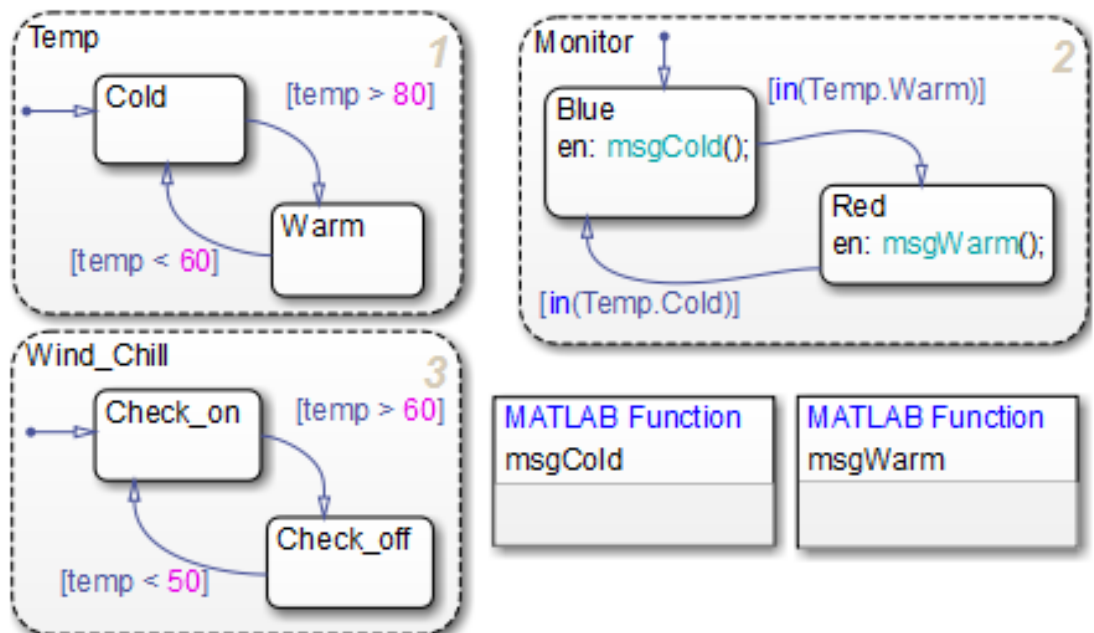 Temp
1
Cold
[temp > 80]
Warm
[temp < 60]
Monitor
2
[in(Temp.Warm)]
Blue
en: msgCold();
Red
en: msgWarm();
[in(Temp.Cold)]
Wind_Chill
3
Check_on
[temp > 60]
Check_off
[temp < 50]
MATLAB Function
msgCold
MATLAB Function
msgWarm